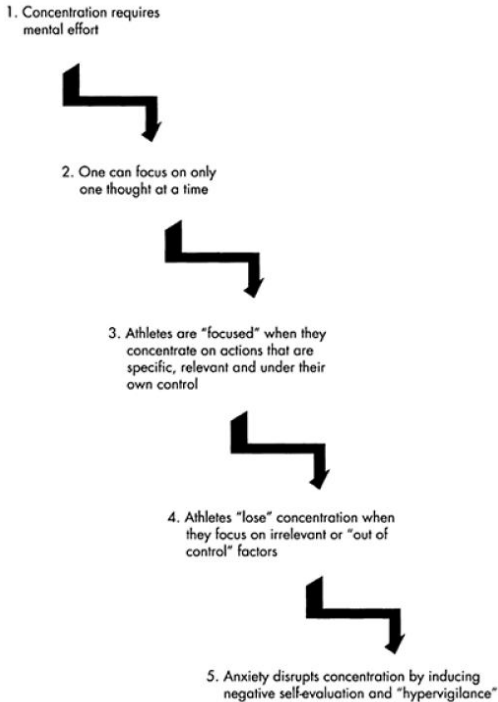 1. Concentration requires
mental effort
2. One can focus on only
one thought at a time
3. Athletes are "focused" when they
concentrate on actions that are
specific, relevant and under their
own control
4. Athletes "lose" concentration when
they focus on irrelevant or "out of
control" factors
5. Anxiety disrupts concentration by inducing
negative self-evaluation and "hypervigilance"